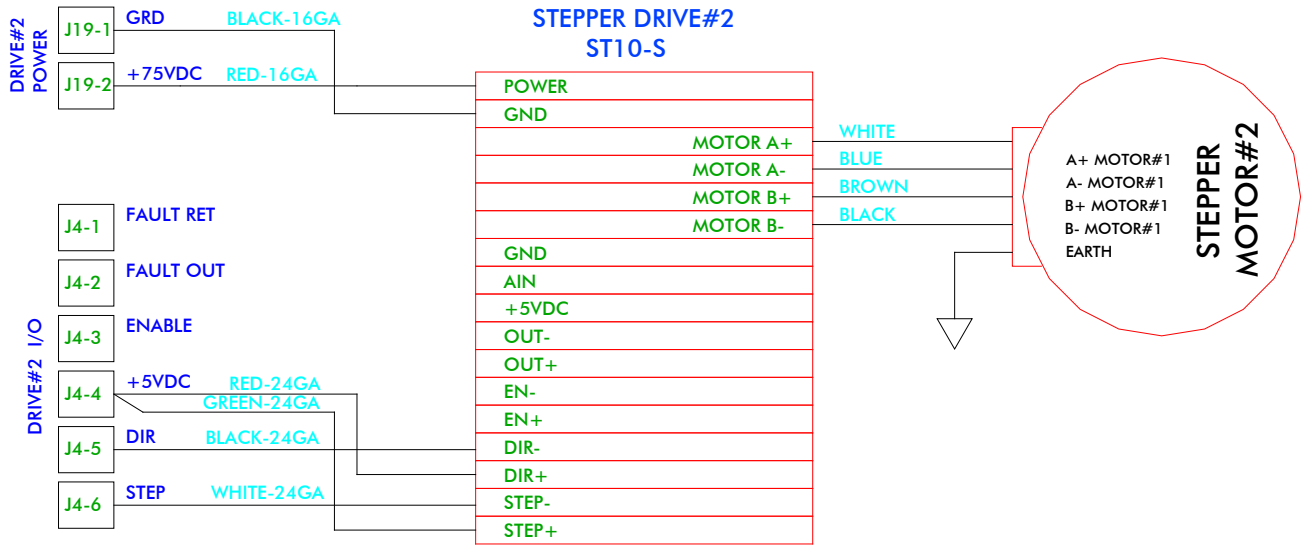 DRIVE#2
POWER
J19-1
GRD
BLACK-16GA
J19-2
+75VDC
RED-16GA
STEPPER DRIVE#2
ST10-S
POWER
GND
MOTOR A+
MOTOR A-
MOTOR B+
MOTOR B-
GND
AIN
+5VDC
OUT-
OUT+
EN-
EN+
DIR-
DIR+
STEP-
STEP+
WHITE
BLUE
BROWN
BLACK
A+ MOTOR#1
A- MOTOR#1
B+ MOTOR#1
B- MOTOR#1
EARTH
STEPPER
MOTOR#2
DRIVE#2 I/O
J4-1
FAULT RET
J4-2
FAULT OUT
J4-3
ENABLE
J4-4
+5VDC
RED-24GA
GREEN-24GA
J4-5
DIR
BLACK-24GA
J4-6
STEP
WHITE-24GA